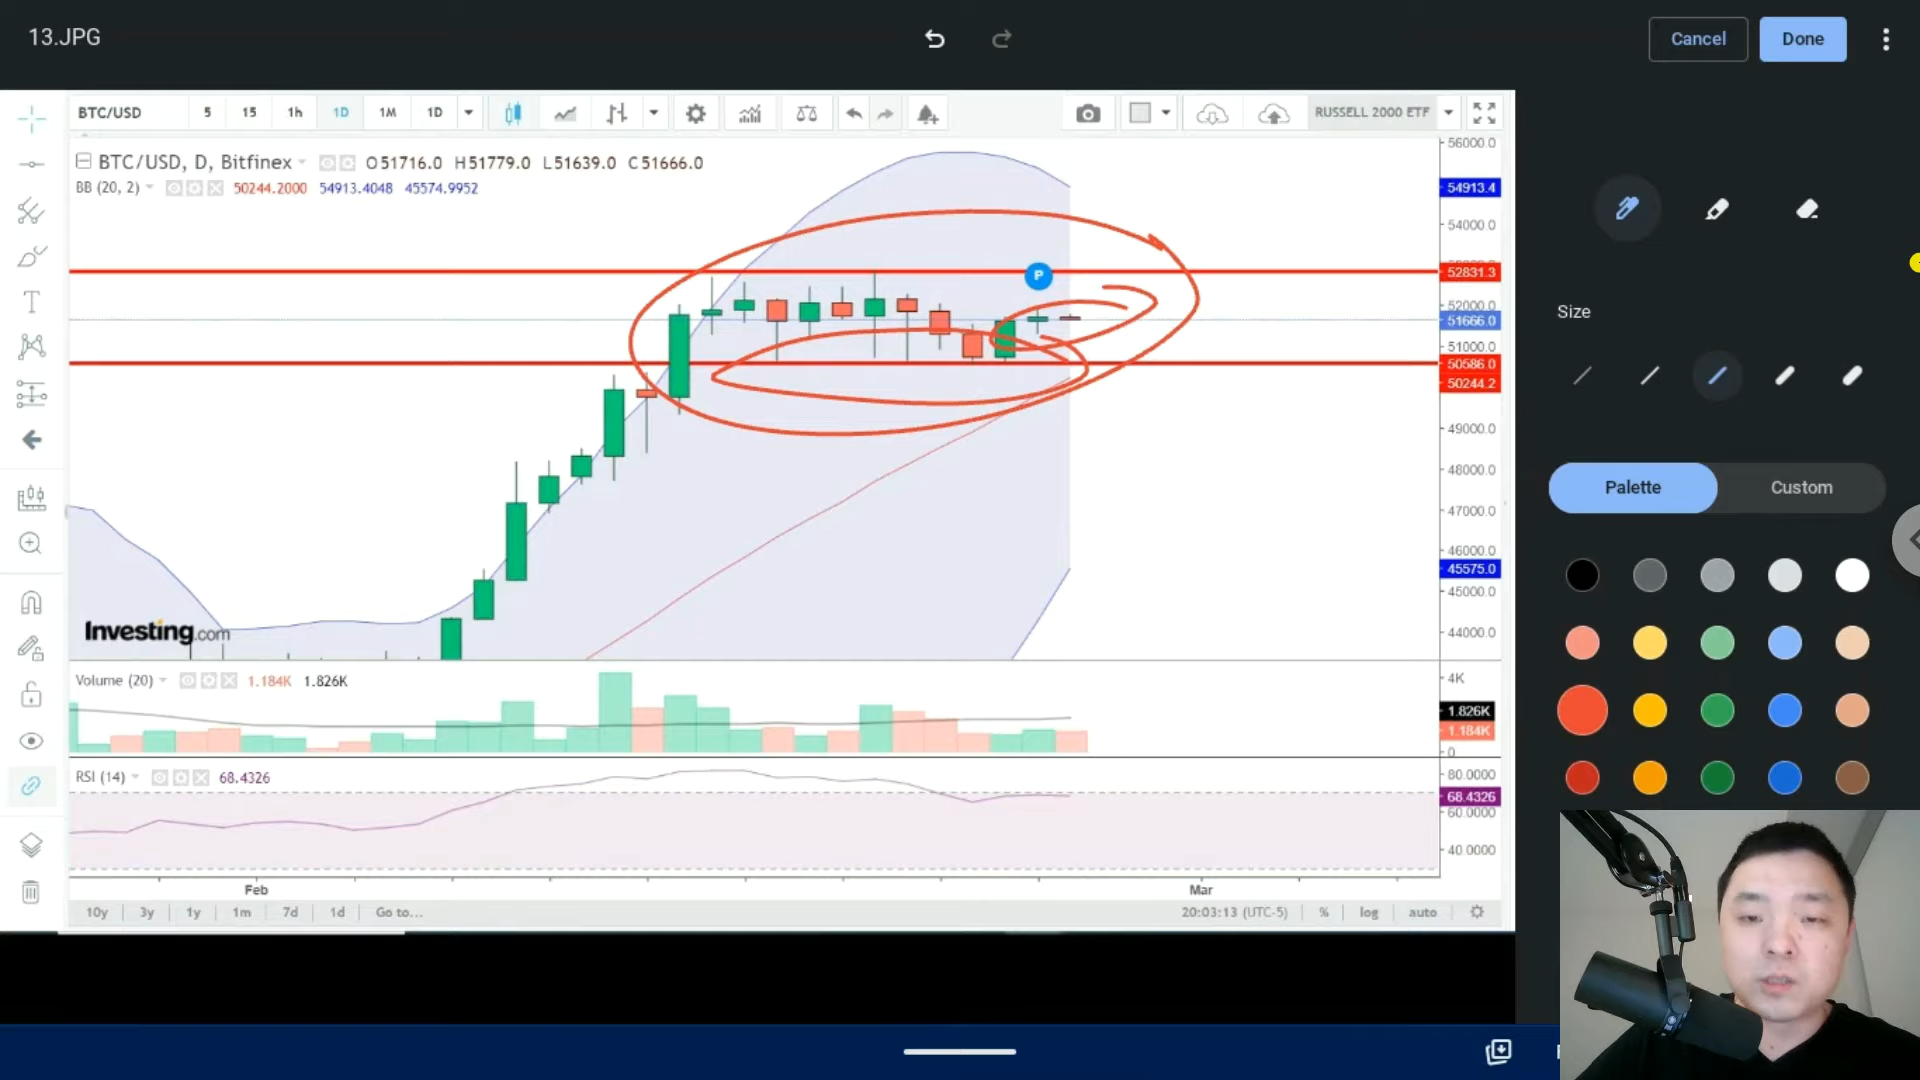 13.JPG
Cancel
Done
BTC/USD 5 15 1h 1D 1M 1D RUSSELL 2000 ETF
BTC/USD, D, Bitfinex O51716.0 H51779.0 L51639.0 C51666.0
BB (20, 2) 50244.2000 54913.4048 45574.9952
56000.0
54913.4
54000.0
52831.3
52000.0
51666.0
51000.0
50586.0
50244.2
49000.0
48000.0
47000.0
46000.0
45575.0
45000.0
44000.0
P
Investing.com
Volume (20) 1.184K 1.826K
4K
1.826K
1.184K
0
RSI (14) 68.4326
80.0000
68.4326
60.0000
40.0000
Feb Mar
10y 3y 1y 1m 7d 1d Go to... 20:03:13 (UTC-5) % log auto
Size
Palette Custom